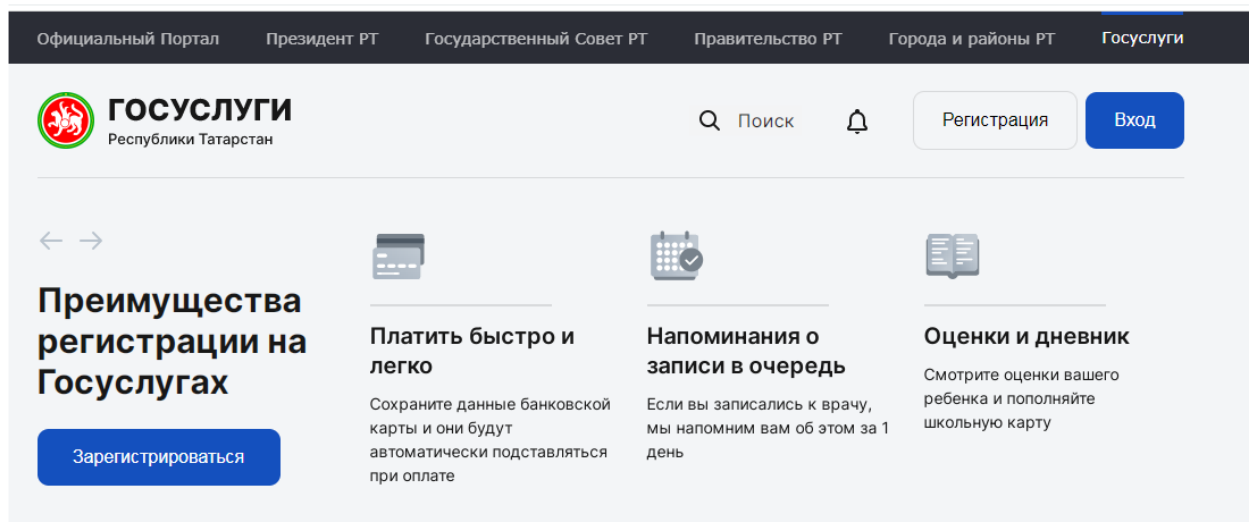 Официальный Портал Президент РТ Государственный Совет РТ Правительство РТ Города и районы РТ Госуслуги
ГОСУСЛУГИ
Республики Татарстан
Поиск Регистрация Вход
Преимущества
регистрации на
Госуслугах
Зарегистрироваться
Платить быстро и
легко
Сохраните данные банковской
карты и они будут
автоматически подставляться
при оплате
Напоминания о
записи в очередь
Если вы записались к врачу,
мы напомним вам об этом за 1
день
Оценки и дневник
Смотрите оценки вашего
ребенка и пополняйте
школьную карту